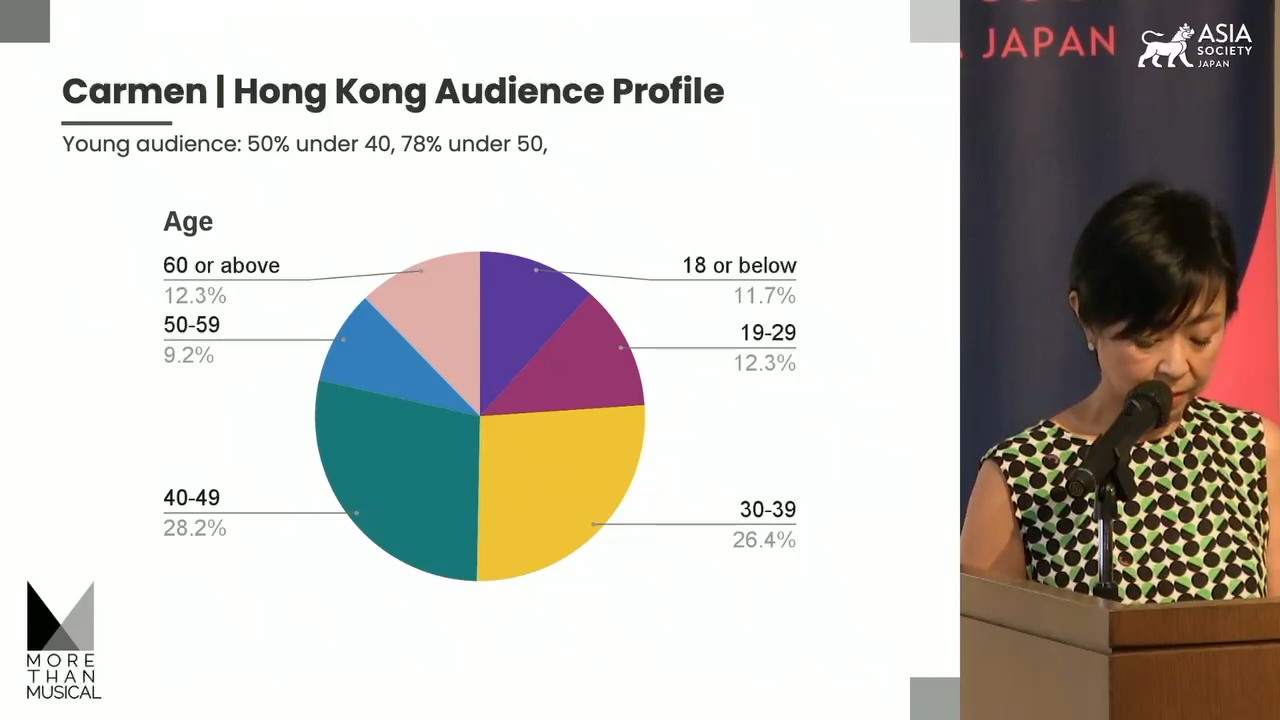 Carmen | Hong Kong Audience Profile
Young audience: 50% under 40, 78% under 50,
Age
60 or above
12.3%
50-59
9.2%
40-49
28.2%
18 or below
11.7%
19-29
12.3%
30-39
26.4%
MORE
THAN
MUSICAL
JAPAN
ASIA
SOCIETY
JAPAN